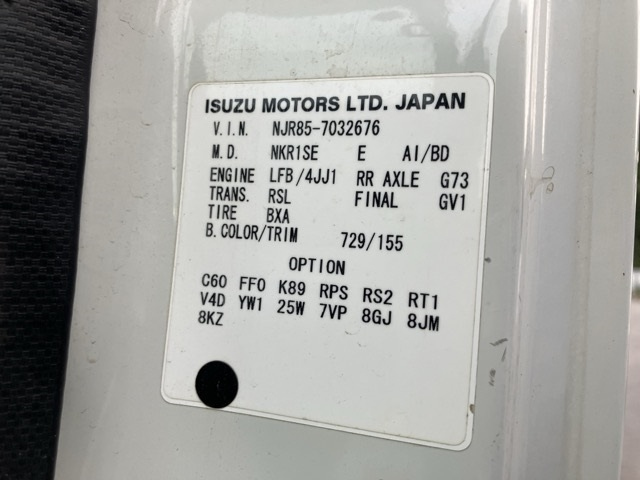 ISUZU MOTORS LTD. JAPAN
V.I.N. NJR85-7032676
M.D. NKR1SE E AI/BD
ENGINE LFB/4JJ1 RR AXLE G73
TRANS. RSL FINAL GV1
TIRE BXA
B.COLOR/TRIM 729/155
OPTION
C60 FF0 K89 RPS RS2 RT1
V4D YW1 25W 7VP 8GJ 8JM
8KZ